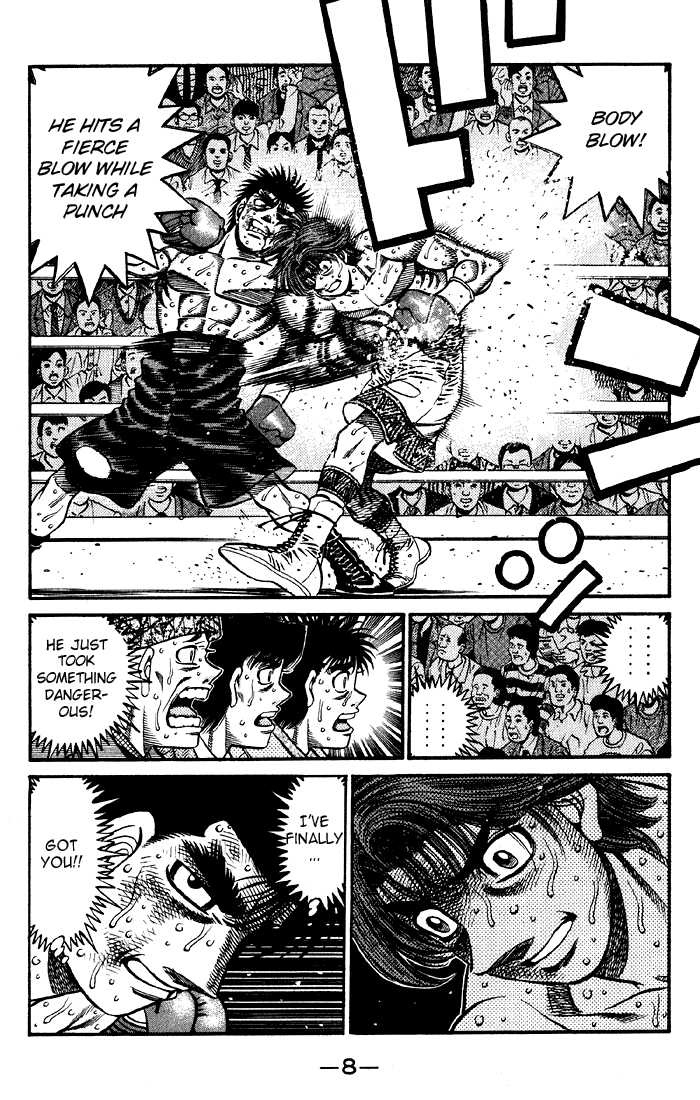 BODY
BLOW!
HE HITS A
FIERCE
BLOW WHILE
TAKING A
PUNCH
......
......
HE JUST
TOOK
SOMETHING
DANGER-
OUS!
I'VE
FINALLY
...
GOT
YOU!!
—8—